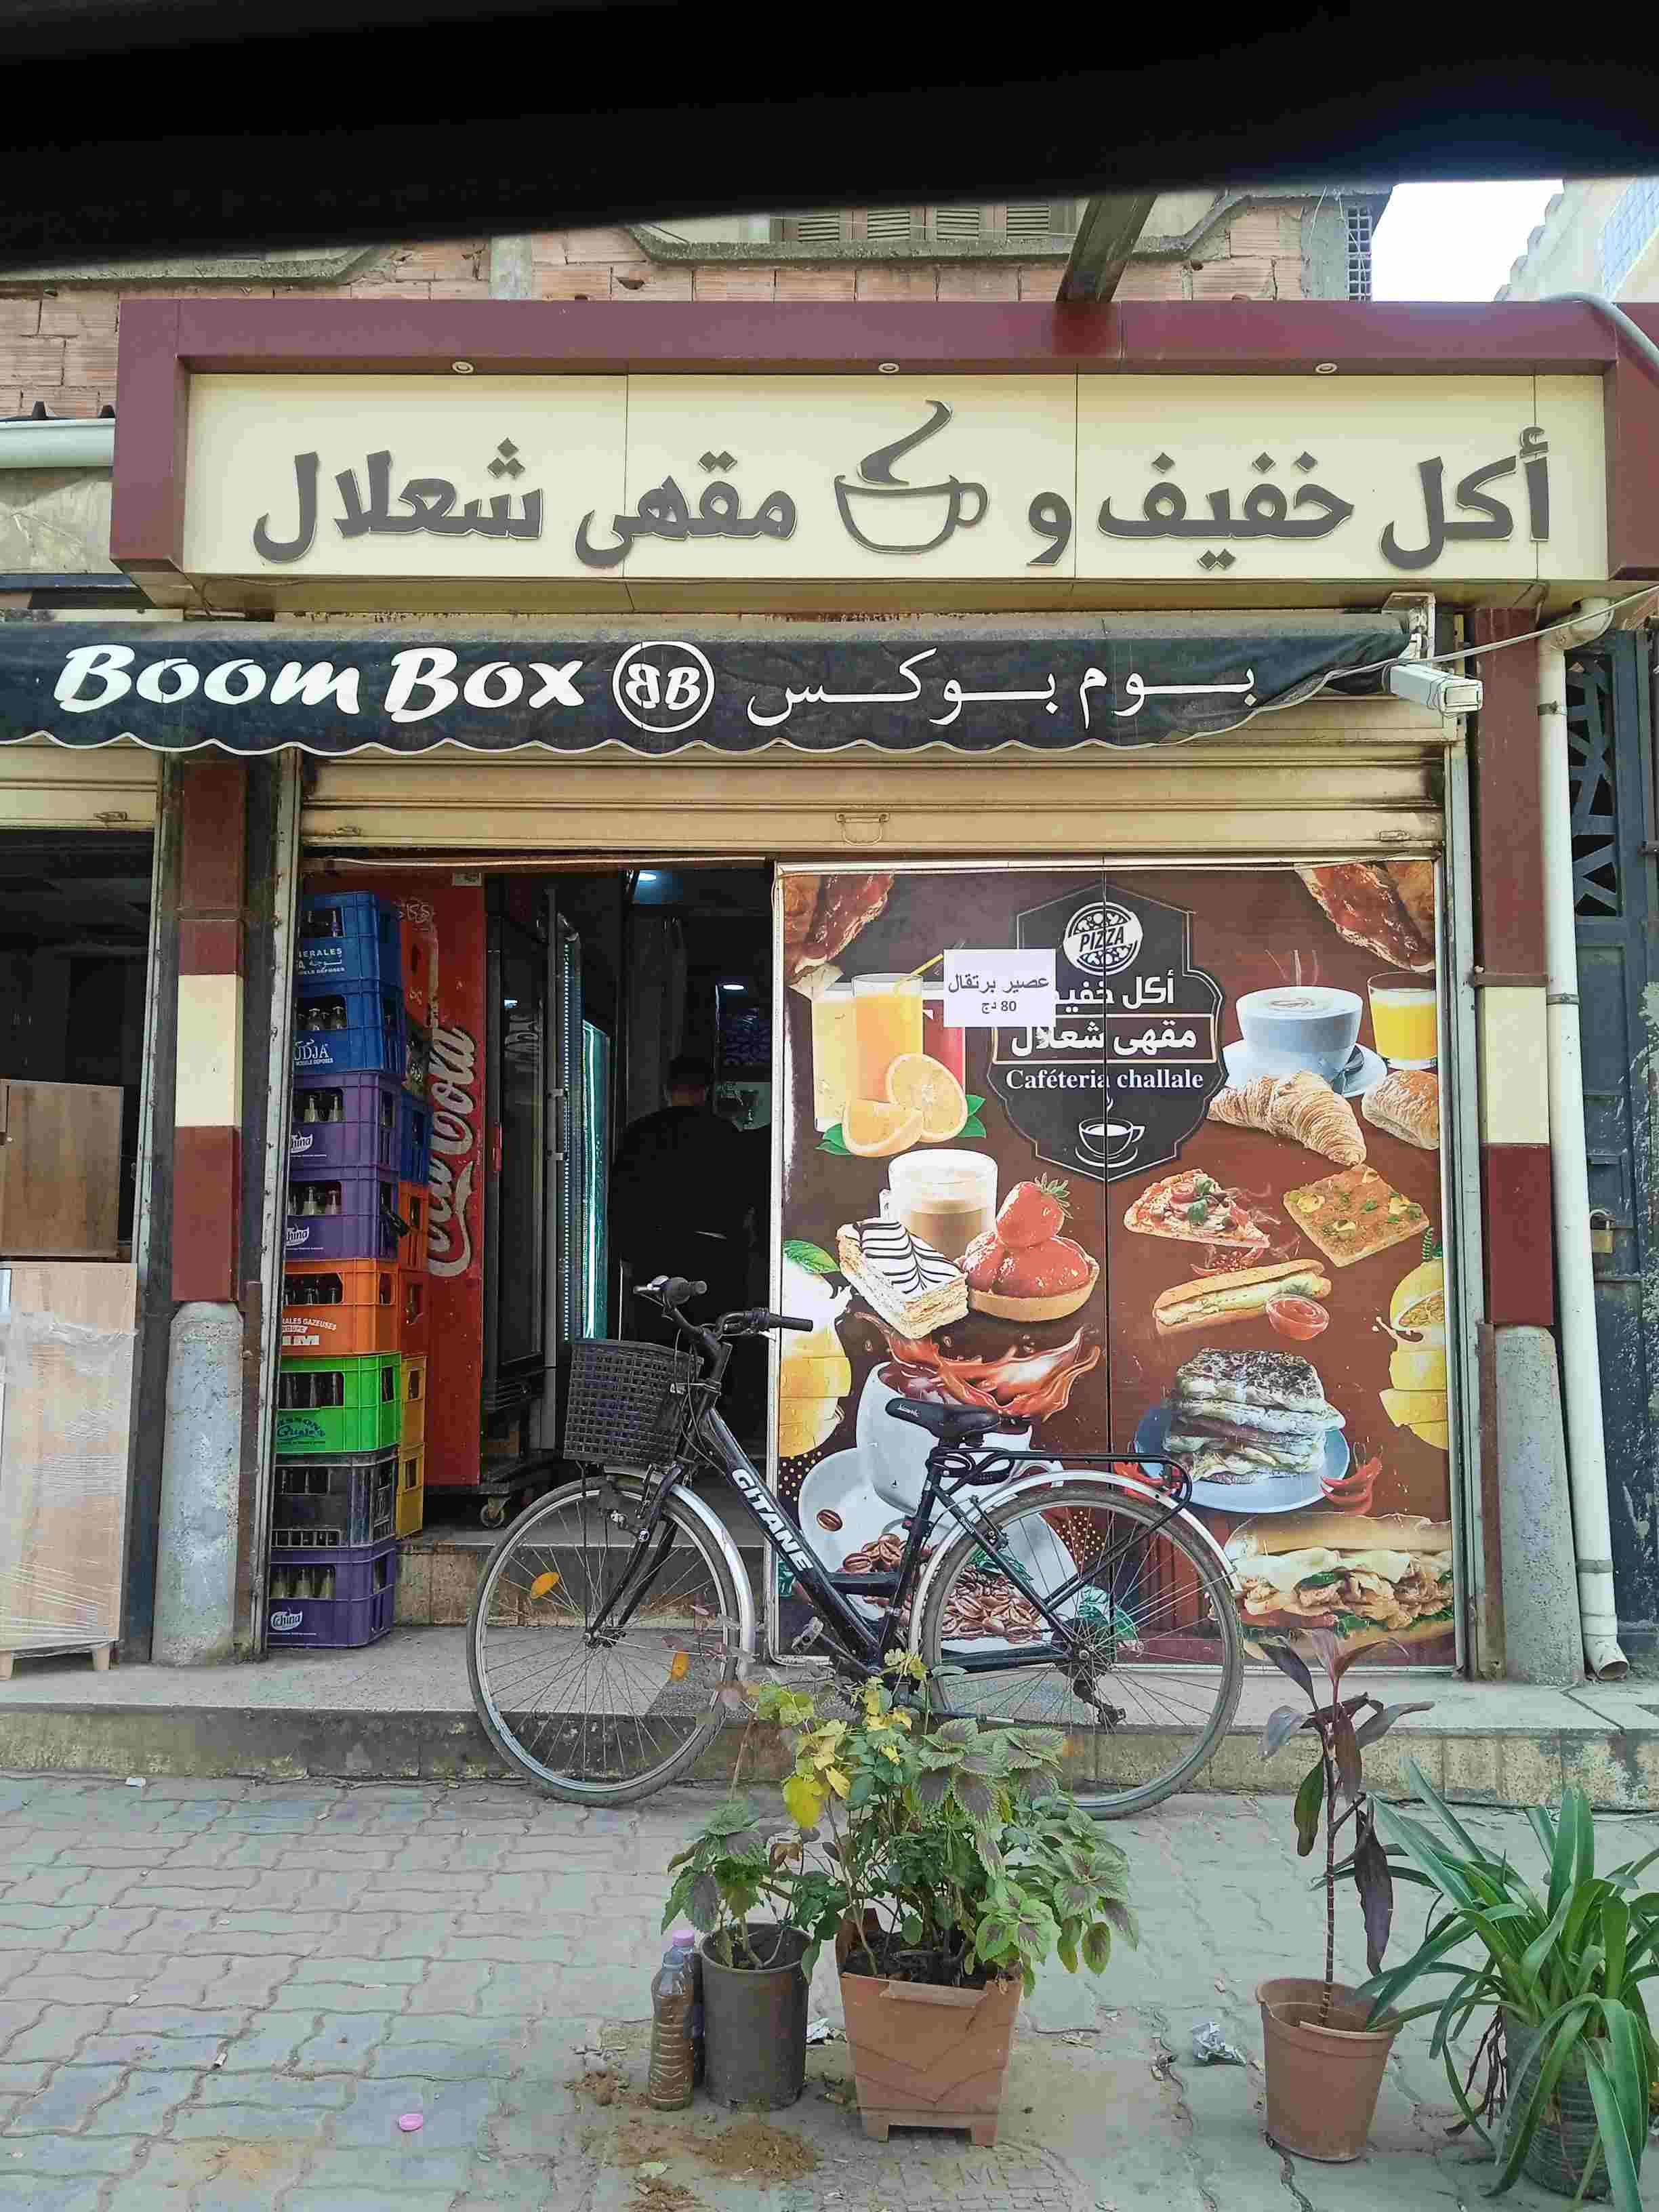 أكل خفيف و مقهى شعلال
BOOM BOX BB بوم بوكس
PIZZA
عصير برتقال
80 دج
أكل خفيف
مقهى شعلال
Caféteria challale
Coca-Cola
GITANE